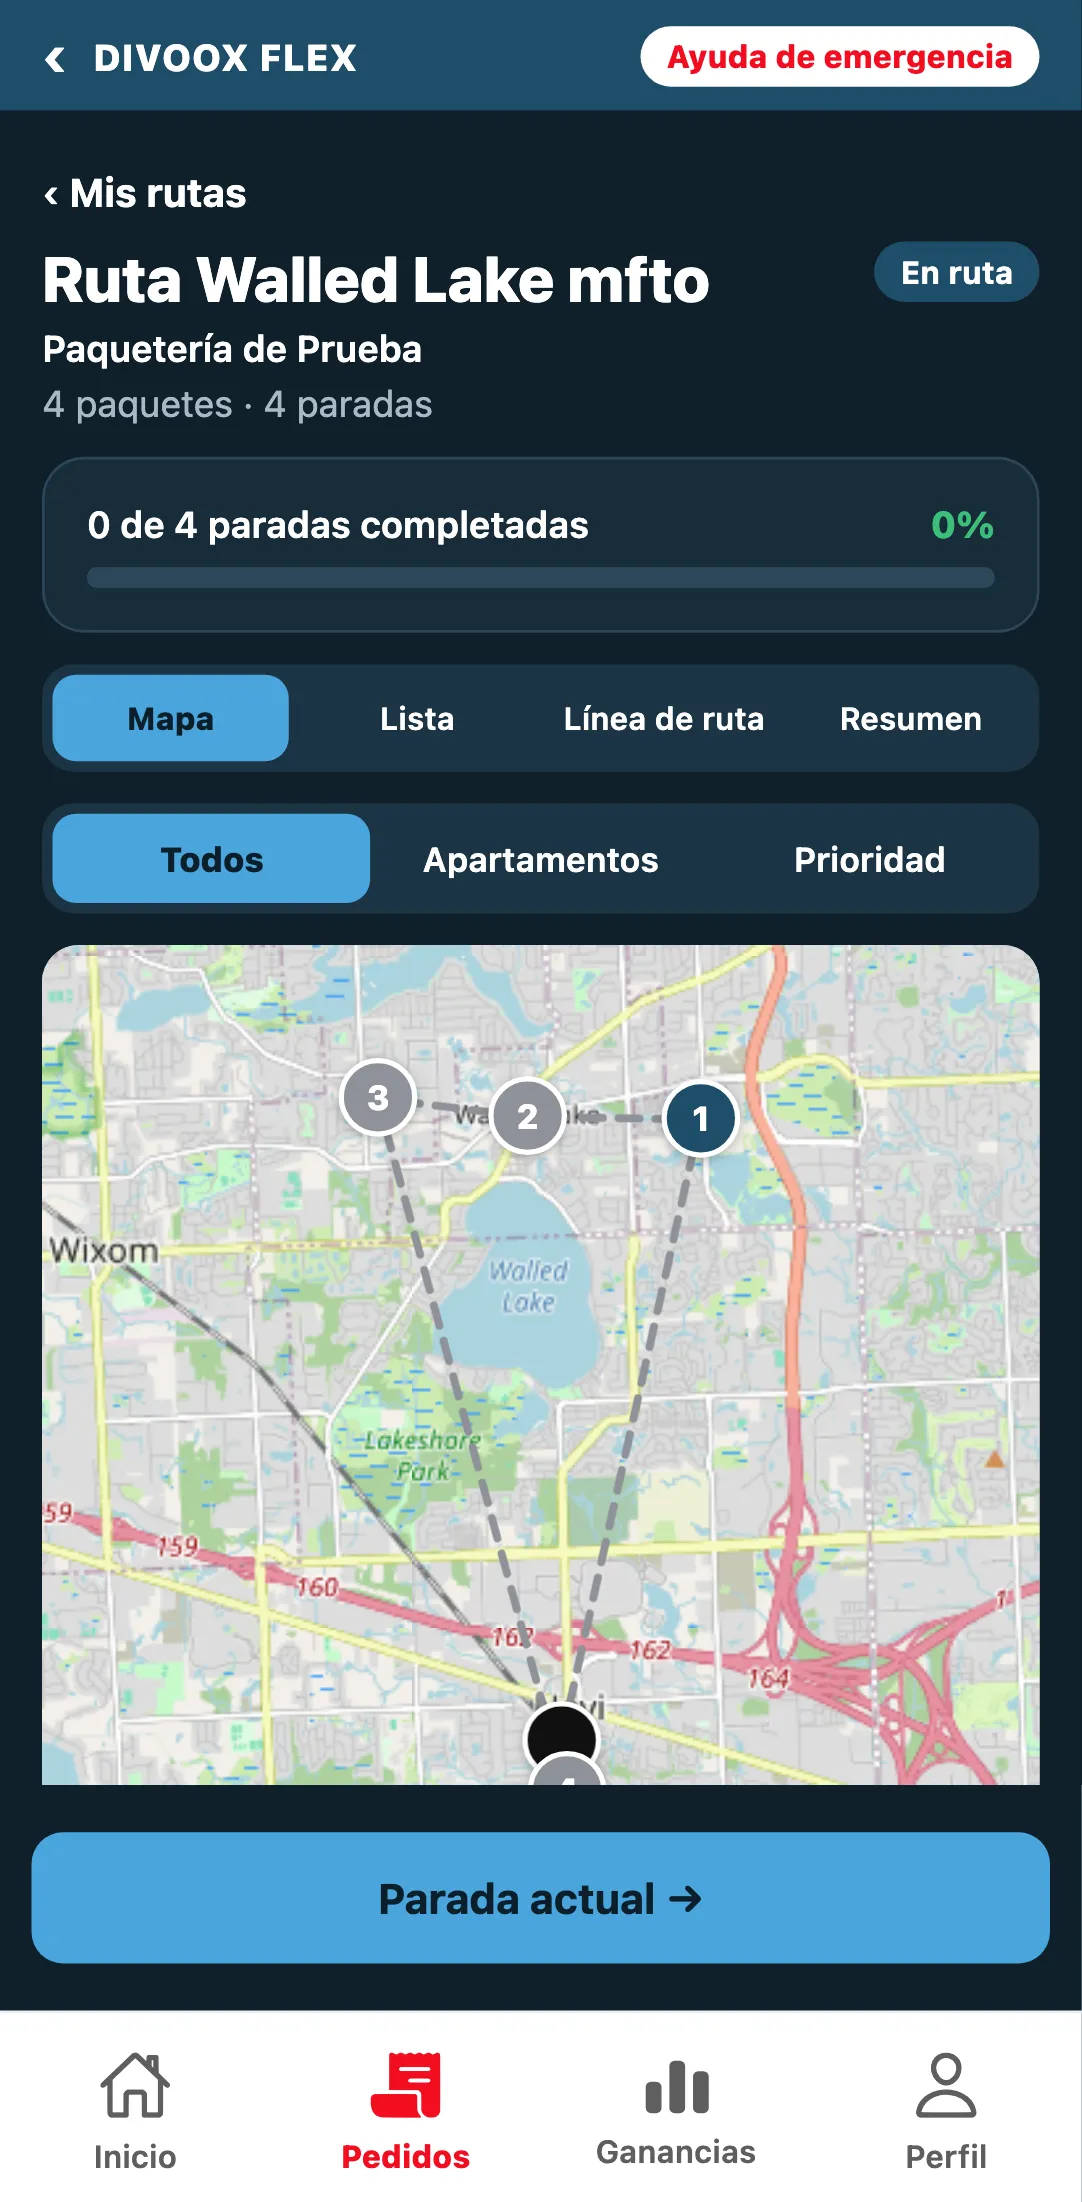 DIVOOX FLEX
Ayuda de emergencia
‹ Mis rutas
Ruta Walled Lake mfto
En ruta
Paquetería de Prueba
4 paquetes · 4 paradas
0 de 4 paradas completadas
0%
Mapa
Lista
Línea de ruta
Resumen
Todos
Apartamentos
Prioridad
3
2
1
Wixom
Walled
Lake
Lakeshore
Park
59
159
160
162
162
164
Parada actual →
Inicio
Pedidos
Ganancias
Perfil